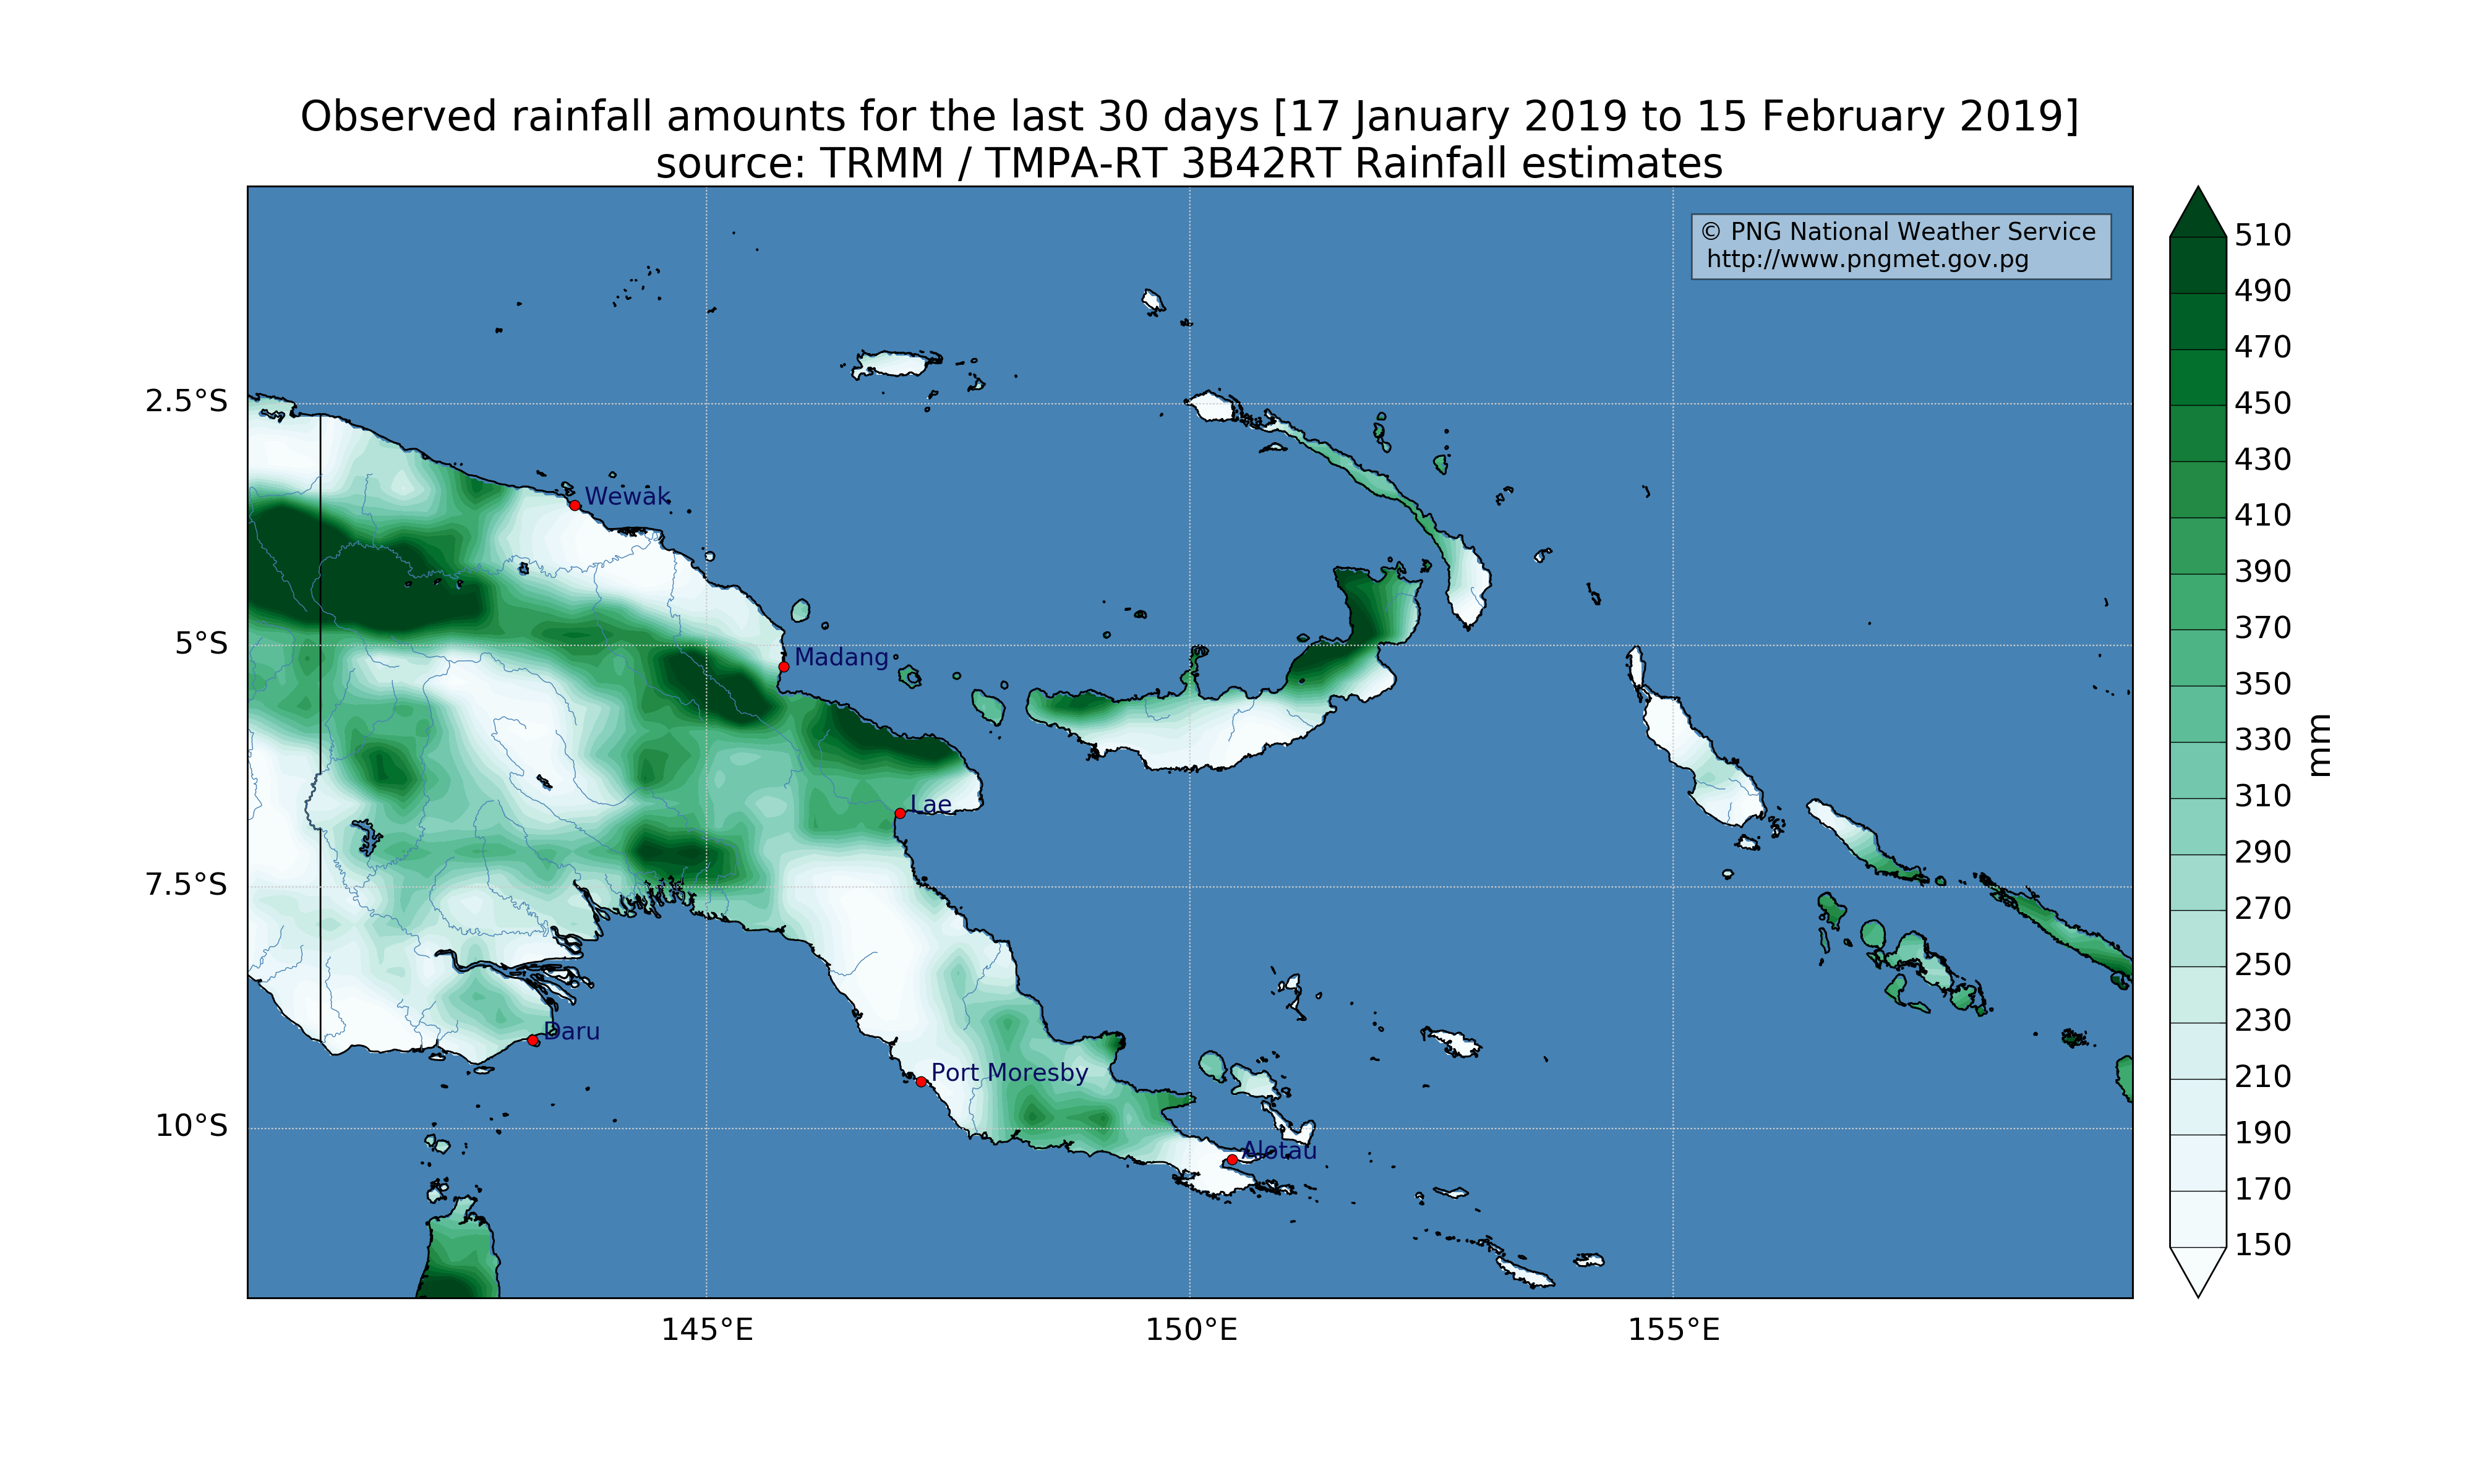 Observed rainfall amounts for the last 30 days [17 January 2019 to 15 February 2019]
source: TRMM / TMPA-RT 3B42RT Rainfall estimates
© PNG National Weather Service
http://www.pngmet.gov.pg
2.5°S
5°S
7.5°S
10°S
145°E
150°E
155°E
Wewak
Madang
Lae
Daru
Port Moresby
Alotau
510
490
470
450
430
410
390
370
350
330
310
290
270
250
230
210
190
170
150
mm